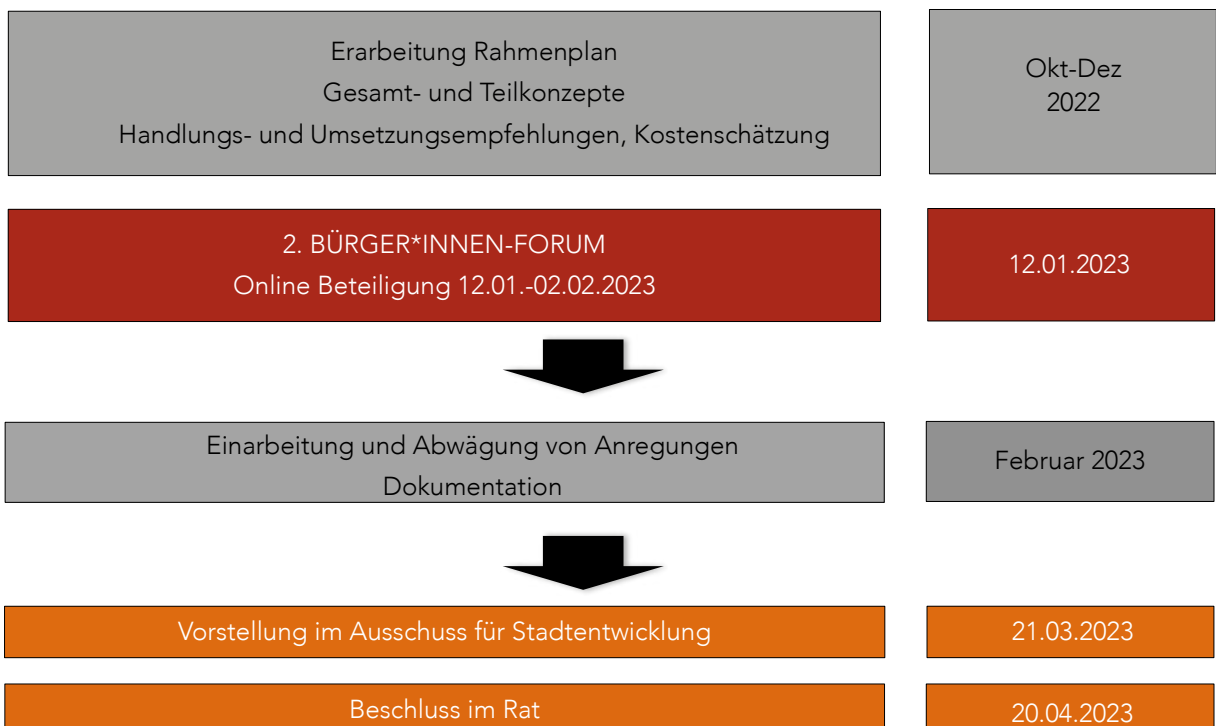 Erarbeitung Rahmenplan
Gesamt- und Teilkonzepte
Handlungs- und Umsetzungsempfehlungen, Kostenschätzung
Okt-Dez
2022
2. BÜRGER*INNEN-FORUM
Online Beteiligung 12.01.-02.02.2023
12.01.2023
Einarbeitung und Abwägung von Anregungen
Dokumentation
Februar 2023
Vorstellung im Ausschuss für Stadtentwicklung
21.03.2023
Beschluss im Rat
20.04.2023